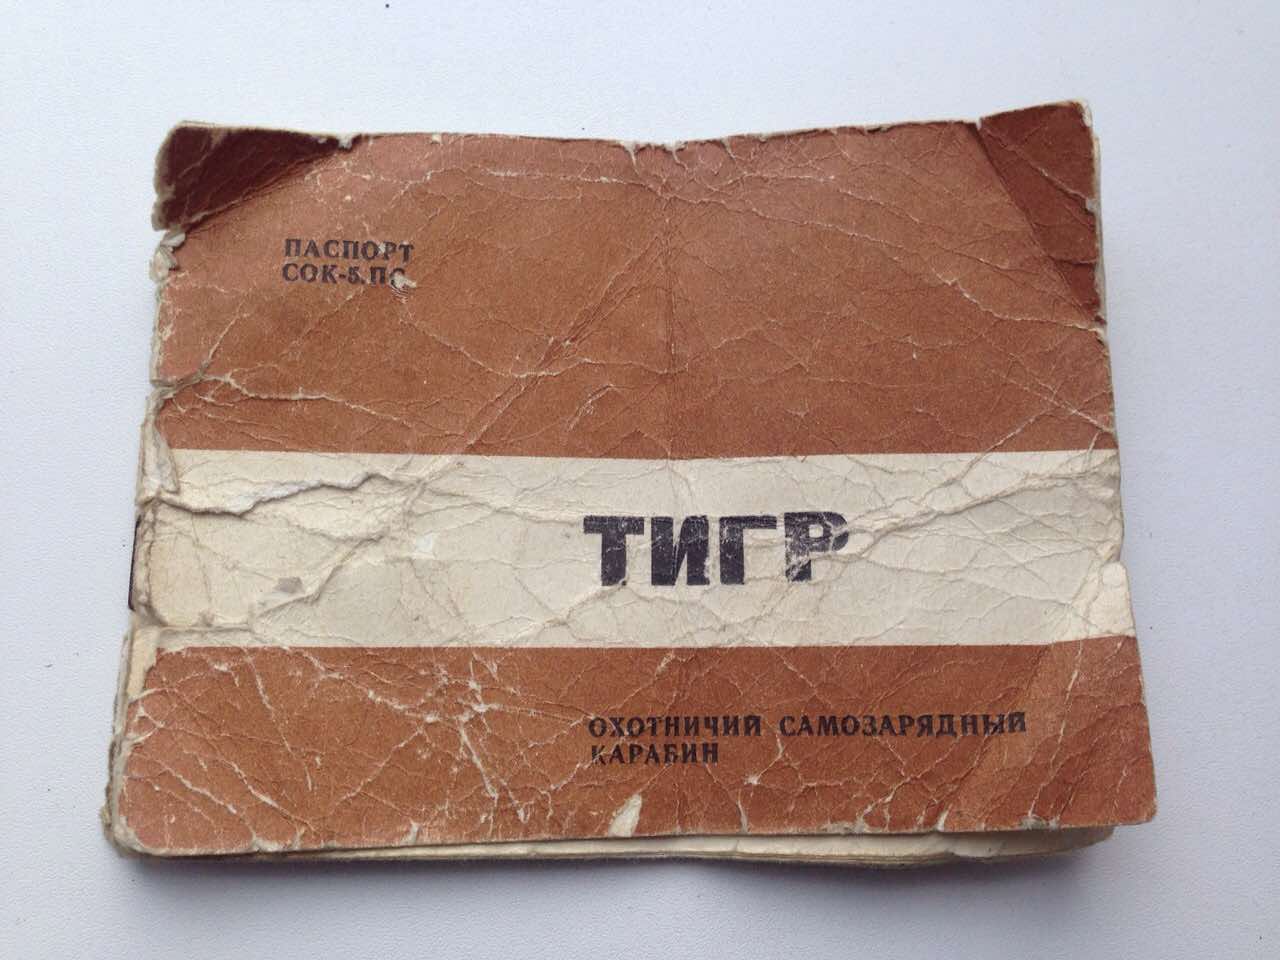 ПАСПОРТ
СОК-5.ПС
ТИГР
ОХОТНИЧИЙ САМОЗАРЯДНЫЙ
КАРАБИН